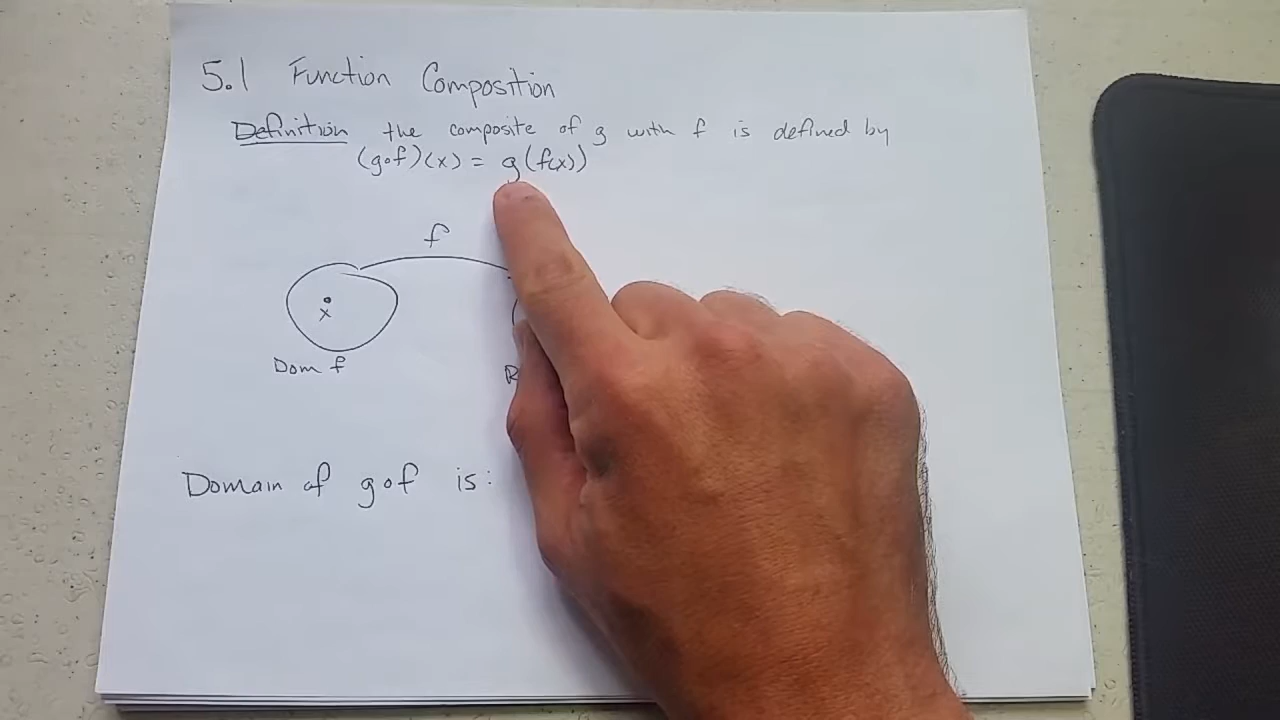 5.1 Function Composition
Definition the composite of g with f is defined by
(g∘f)(x) = g(f(x))
f
x
Dom f
Domain of g∘f is: